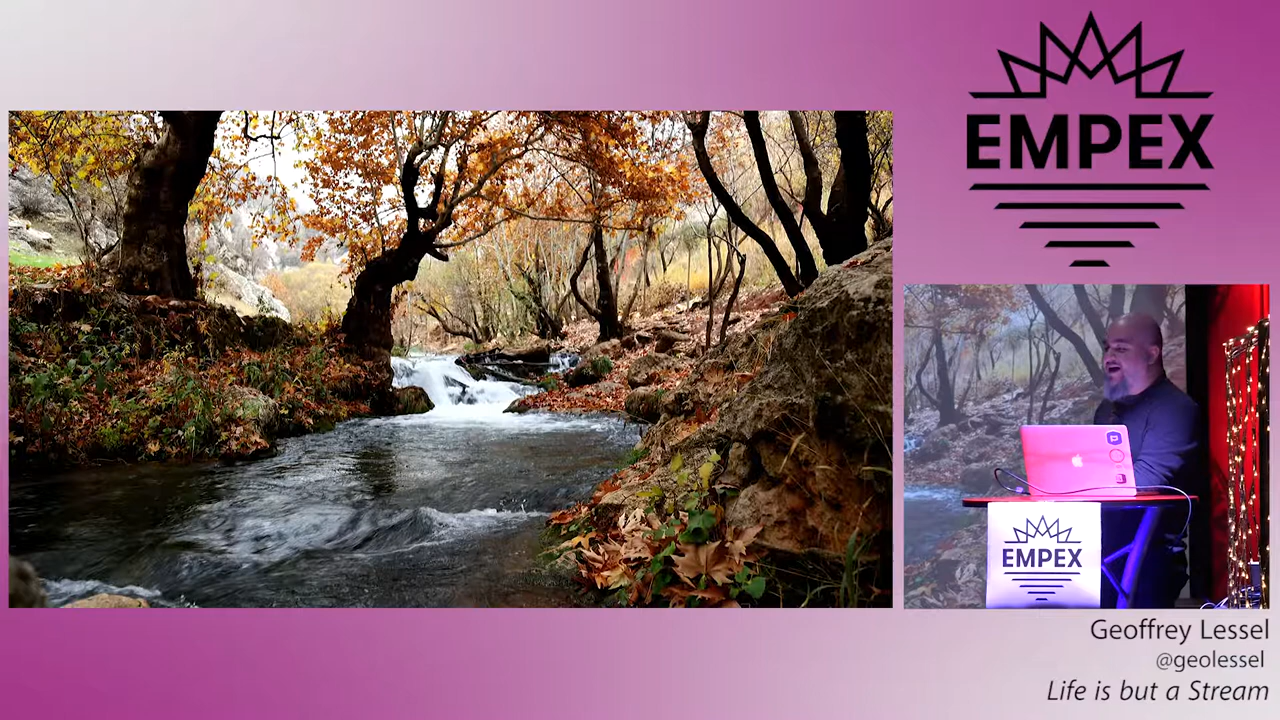 EMPEX
EMPEX
Geoffrey Lessel
@geolessel
Life is but a Stream